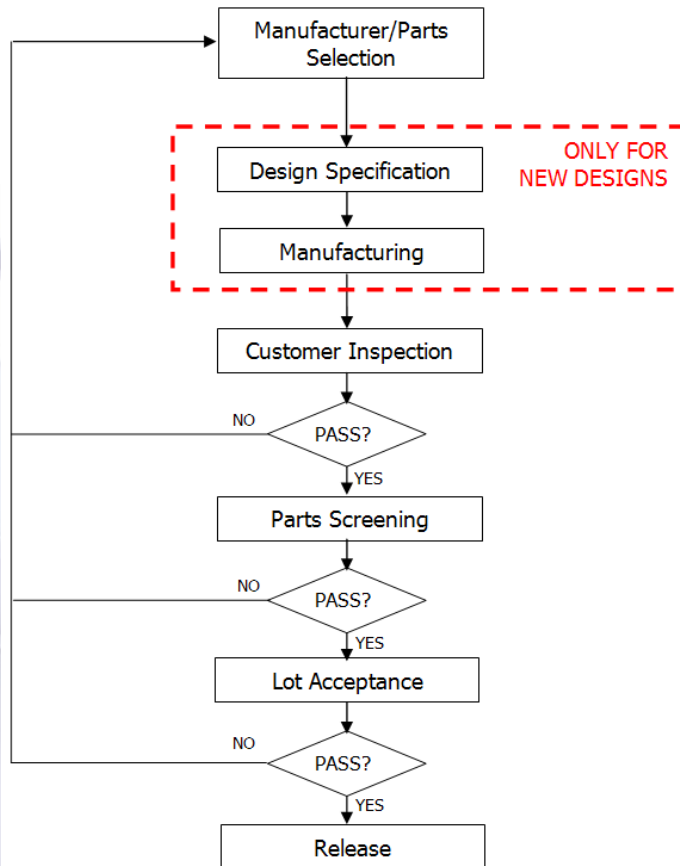 Manufacturer/Parts
Selection
ONLY FOR
NEW DESIGNS
Design Specification
Manufacturing
Customer Inspection
NO
PASS?
YES
Parts Screening
NO
PASS?
YES
Lot Acceptance
NO
PASS?
YES
Release